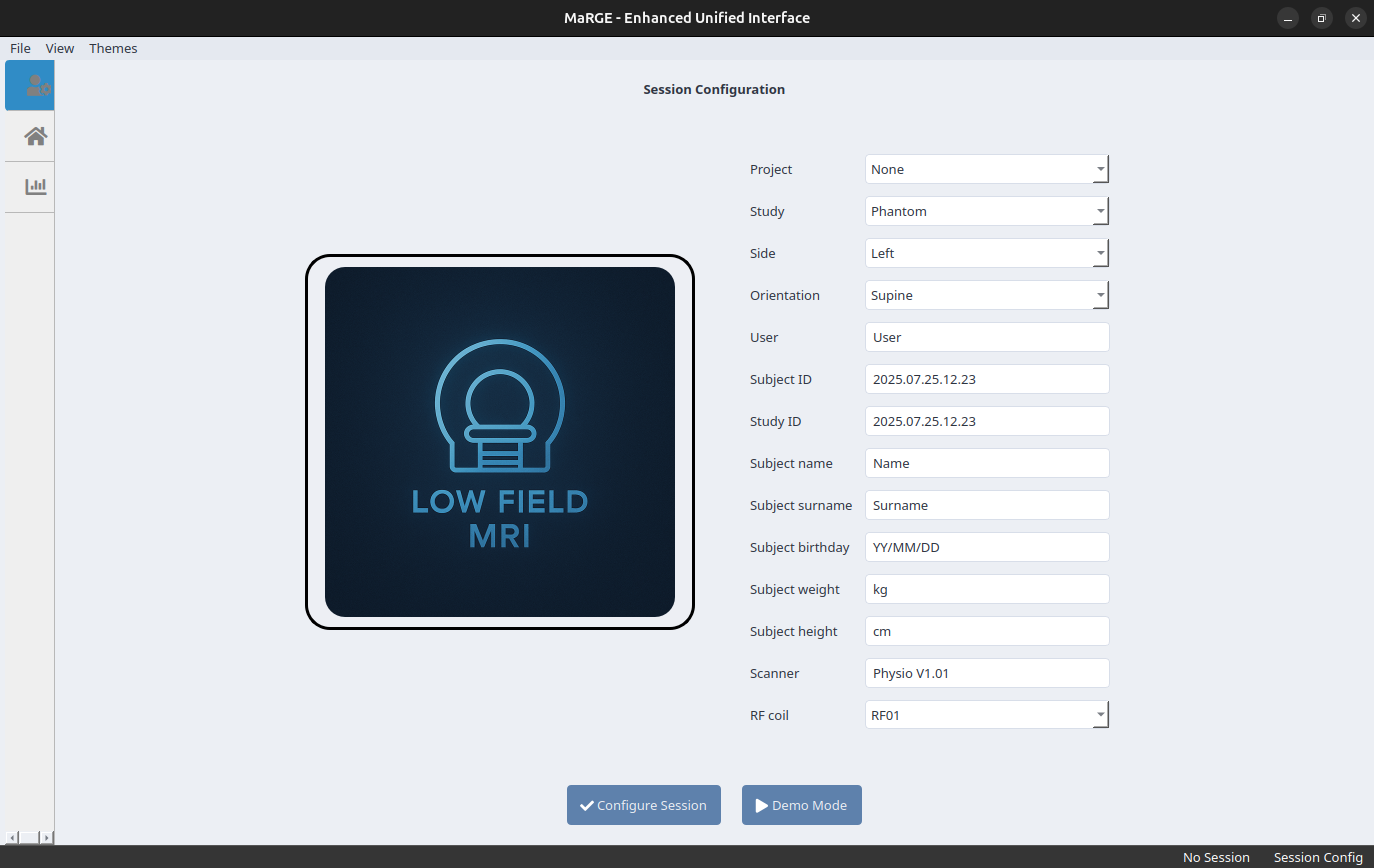 MaRGE - Enhanced Unified Interface
File View Themes
Session Configuration
Project None
Study Phantom
Side Left
Orientation Supine
User User
Subject ID 2025.07.25.12.23
Study ID 2025.07.25.12.23
Subject name Name
Subject surname Surname
Subject birthday YY/MM/DD
Subject weight kg
Subject height cm
Scanner Physio V1.01
RF coil RF01
LOW FIELD
MRI
Configure Session Demo Mode
No Session Session Config